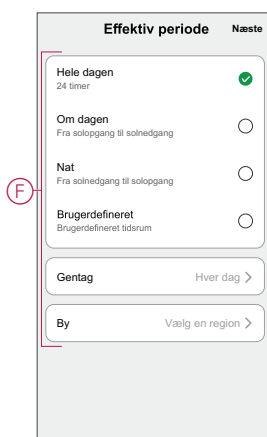 Effektiv periode Næste
Hele dagen
24 timer
Om dagen
Fra solopgang til solnedgang
Nat
Fra solnedgang til solopgang
Brugerdefineret
Brugerdefineret tidsrum
F
Gentag Hver dag >
By Vælg en region >